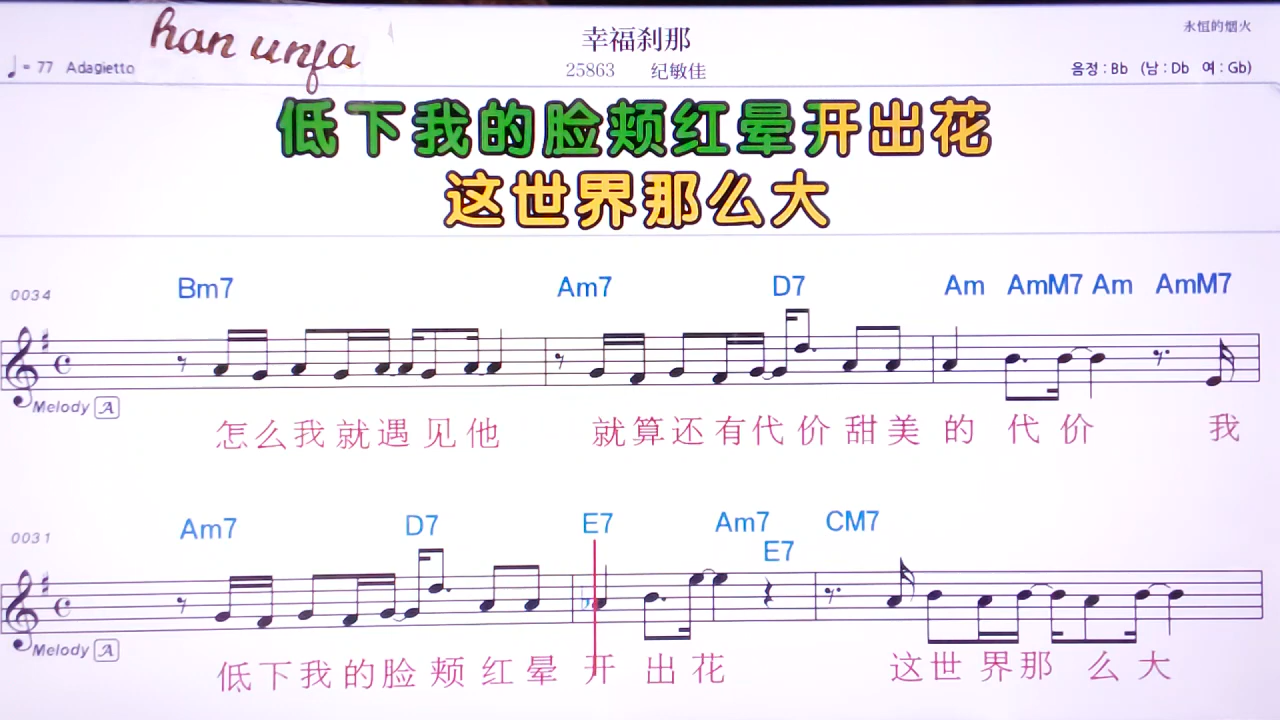 han unfa
幸福刹那
永恒的烟火
♩= 77 Adagietto
25863 纪敏佳
음정 : Bb (남 : Db 여 : Gb)
低下我的脸颊红晕开出花
这世界那么大
0034 Bm7 Am7 D7 Am AmM7 Am AmM7
Melody A
怎么我就遇见他 就算还有代价甜美的代价 我
0031 Am7 D7 E7 Am7 E7 CM7
Melody A
低下我的脸颊红晕开出花 这世界那么大